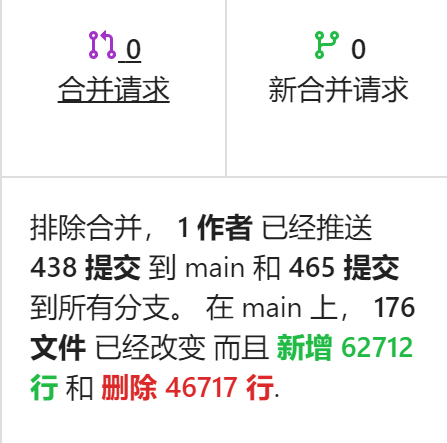 0
合并请求
0
新合并请求
排除合并， 1 作者 已经推送
438 提交 到 main 和 465 提交
到所有分支。 在 main 上， 176
文件 已经改变 而且 新增 62712
行 和 删除 46717 行.